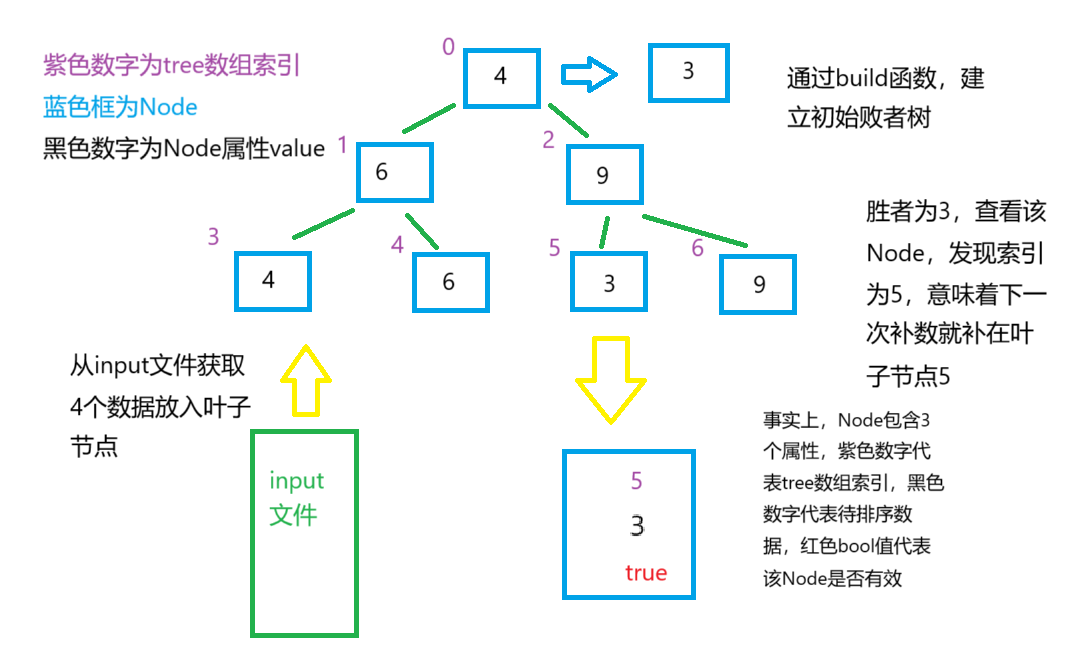 紫色数字为tree数组索引
蓝色框为Node
黑色数字为Node属性value
0
4
3
通过build函数，建
立初始败者树
1
6
2
9
胜者为3，查看该
Node，发现索引
为5，意味着下一
次补数就补在叶
子节点5
3
4
4
6
5
3
6
9
从input文件获取
4个数据放入叶子
节点
input
文件
5
3
true
事实上，Node包含3
个属性，紫色数字代
表tree数组索引，黑色
数字代表待排序数
据，红色bool值代表
该Node是否有效